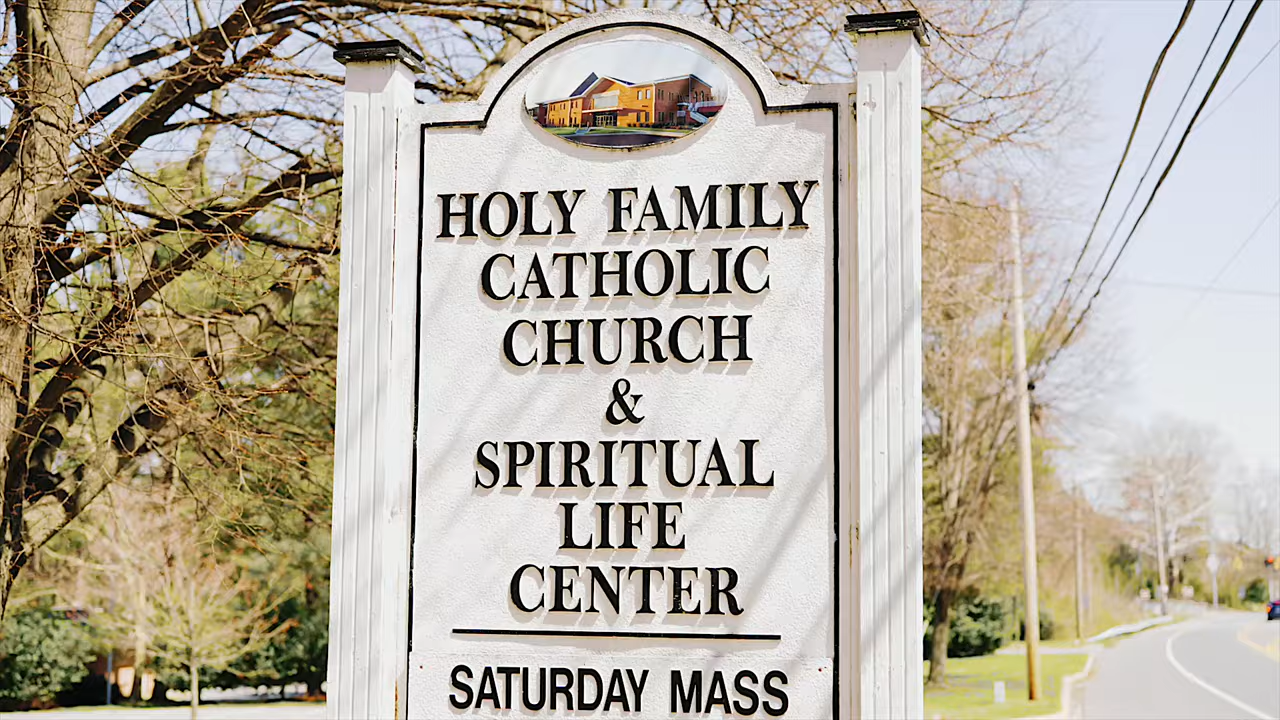 HOLY FAMILY
CATHOLIC
CHURCH
&
SPIRITUAL
LIFE
CENTER
SATURDAY MASS